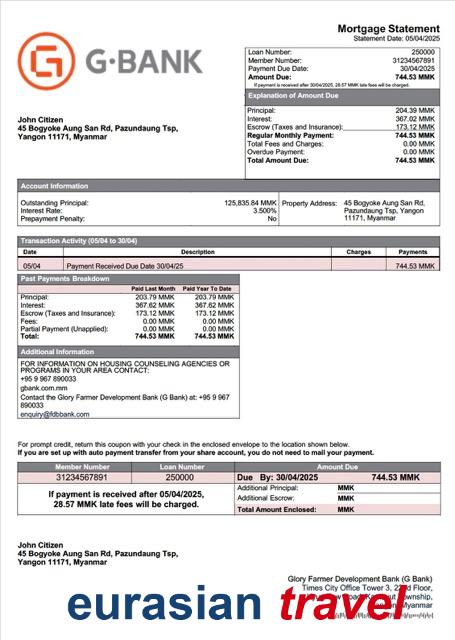 G·BANK
Mortgage Statement
Statement Date: 05/04/2025
Loan Number: 250000
Member Number: 31234567891
Payment Due Date: 30/04/2025
Amount Due: 744.53 MMK
If payment is received after 30/04/2025, 28.57 MMK late fees will be charged.
Explanation of Amount Due
Principal: 204.39 MMK
Interest: 367.02 MMK
Escrow (Taxes and Insurance): 173.12 MMK
Regular Monthly Payment: 744.53 MMK
Total Fees and Charges: 0.00 MMK
Overdue Payment: 0.00 MMK
Total Amount Due: 744.53 MMK
John Citizen
45 Bogyoke Aung San Rd, Pazundaung Tsp,
Yangon 11171, Myanmar
Account Information
Outstanding Principal: 125,835.84 MMK
Interest Rate: 3.500%
Prepayment Penalty: No
Property Address: 45 Bogyoke Aung San Rd,
Pazundaung Tsp, Yangon
11171, Myanmar
Transaction Activity (05/04 to 30/04)
Date Description Charges Payments
05/04 Payment Received Due Date 30/04/25 744.53 MMK
Past Payments Breakdown
Paid Last Month Paid Year To Date
Principal: 203.79 MMK 203.79 MMK
Interest: 367.62 MMK 367.62 MMK
Escrow (Taxes and Insurance): 173.12 MMK 173.12 MMK
Fees: 0.00 MMK 0.00 MMK
Partial Payment (Unapplied): 0.00 MMK 0.00 MMK
Total: 744.53 MMK 744.53 MMK
Additional Information
FOR INFORMATION ON HOUSING COUNSELING AGENCIES OR
PROGRAMS IN YOUR AREA CONTACT:
+95 9 967 890033
gbank.com.mm
Contact the Glory Farmer Development Bank (G Bank) at: +95 9 967
890033
enquiry@fdbbank.com
For prompt credit, return this coupon with your check in the enclosed envelope to the location shown below.
If you are set up with auto payment transfer from your share account, you do not need to mail your payment.
Member Number Loan Number Amount Due
31234567891 250000 Due By: 30/04/2025 744.53 MMK
If payment is received after 05/04/2025,
28.57 MMK late fees will be charged.
Additional Principal: MMK
Additional Escrow: MMK
Total Amount Enclosed: MMK
John Citizen
45 Bogyoke Aung San Rd, Pazundaung Tsp,
Yangon 11171, Myanmar
Glory Farmer Development Bank (G Bank)
Times City Office Tower 3, Floor,
Township,
Myanmar
eurasian travel